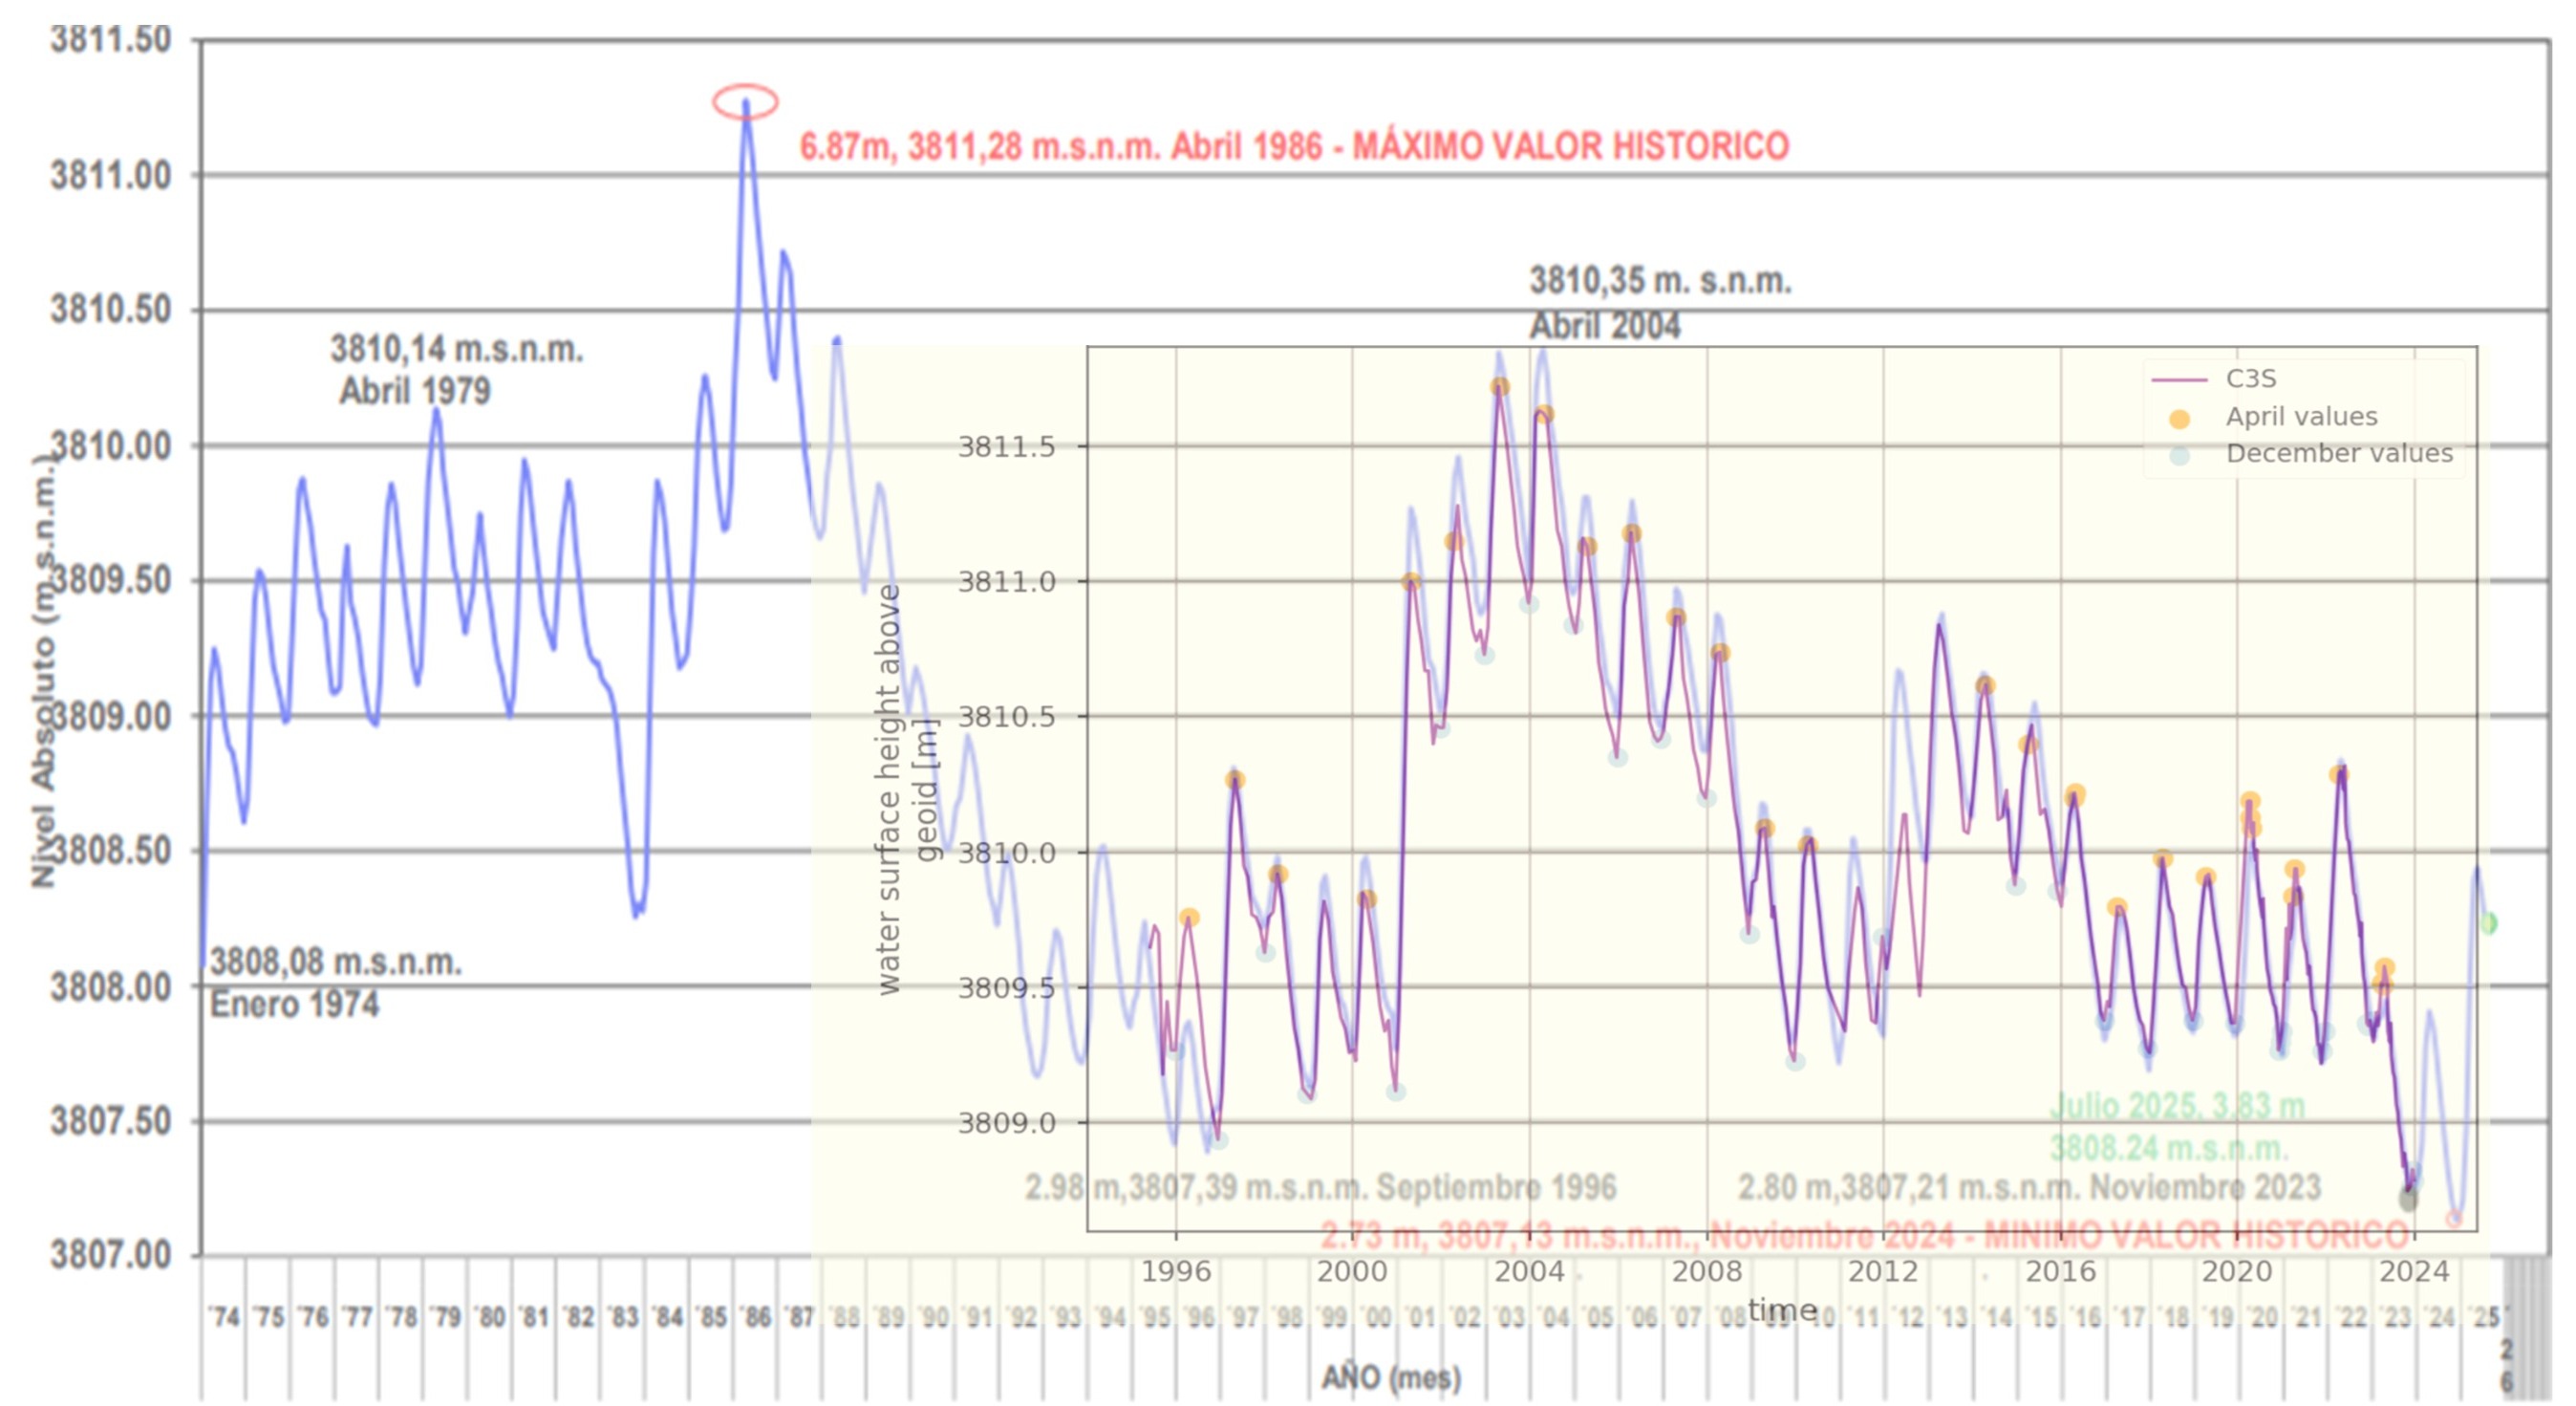 3811.50
3811.00
3810.50
3810.00
3809.50
3809.00
3808.50
3808.00
3807.50
3807.00
Nivel Absoluto (m.s.n.m.)
6.87m, 3811,28 m.s.n.m. Abril 1986 - MÁXIMO VALOR HISTORICO
3810,35 m. s.n.m.
Abril 2004
3810,14 m.s.n.m.
Abril 1979
3808,08 m.s.n.m.
Enero 1974
C3S
April values
December values
3811.5
3811.0
3810.5
3810.0
3809.5
3809.0
water surface height above
geoid [m]
Julio 2025. 3.83 m
3808.24 m.s.n.m.
2.98 m,3807,39 m.s.n.m. Septiembre 1996
2.80 m,3807,21 m.s.n.m. Noviembre 2023
2.73 m, 3807,13 m.s.n.m., Noviembre 2024 - MINIMO VALOR HISTORICO
1996 2000 2004 2008 2012 2016 2020 2024
time
'74 '75 '76 '77 '78 '79 '80 '81 '82 '83 '84 '85 '86 '87 '88 '89 '90 '91 '92 '93 '94 '95 '96 '97 '98 '99 '00 '01 '02 '03 '04 '05 '06 '07 '08 '09 '10 '11 '12 '13 '14 '15 '16 '17 '18 '19 '20 '21 '22 '23 '24 '25
26
AÑO (mes)